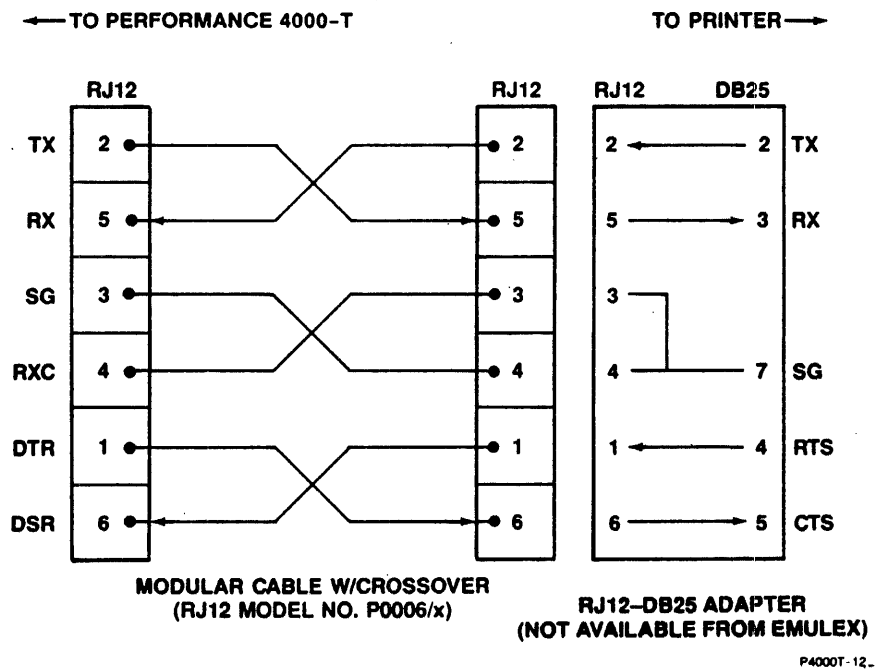 TO PERFORMANCE 4000-T TO PRINTER
RJ12 RJ12 RJ12 DB25
TX 2 2 2 2 TX
RX 5 5 5 3 RX
SG 3 3 3
RXC 4 4 4 7 SG
DTR 1 1 1 4 RTS
DSR 6 6 6 5 CTS
MODULAR CABLE W/CROSSOVER
(RJ12 MODEL NO. P0006/x)
RJ12-DB25 ADAPTER
(NOT AVAILABLE FROM EMULEX)
P4000T-12